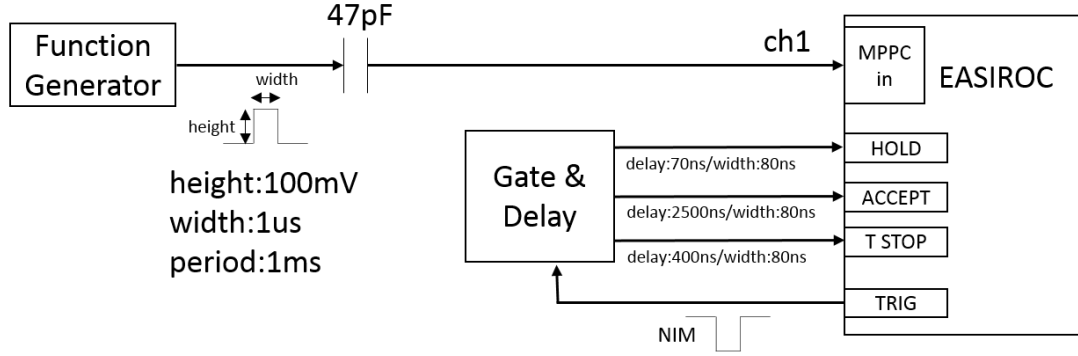 47pF
Function
Generator
ch1
MPPC
in
EASIROC
width
height
height:100mV
width:1us
period:1ms
Gate &
Delay
delay:70ns/width:80ns
HOLD
delay:2500ns/width:80ns
ACCEPT
delay:400ns/width:80ns
T STOP
TRIG
NIM